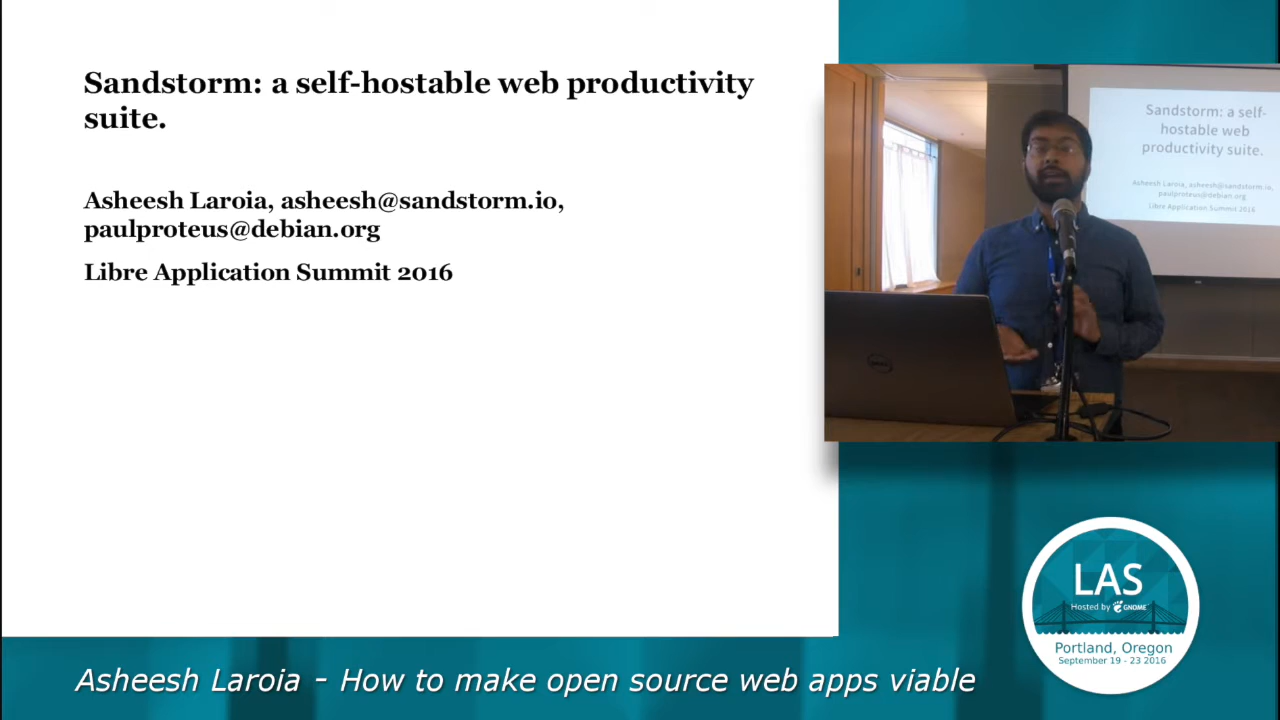 Sandstorm: a self-hostable web productivity
suite.
Asheesh Laroia, asheesh@sandstorm.io,
paulproteus@debian.org
Libre Application Summit 2016
Sandstorm: a self-
hostable web
productivity suite.
Asheesh Laroia, asheesh@sandstorm.io,
paulproteus@debian.org
Libre Application Summit 2016
DELL
LAS
Hosted by GNOME
Portland, Oregon
September 19 - 23 2016
Asheesh Laroia - How to make open source web apps viable